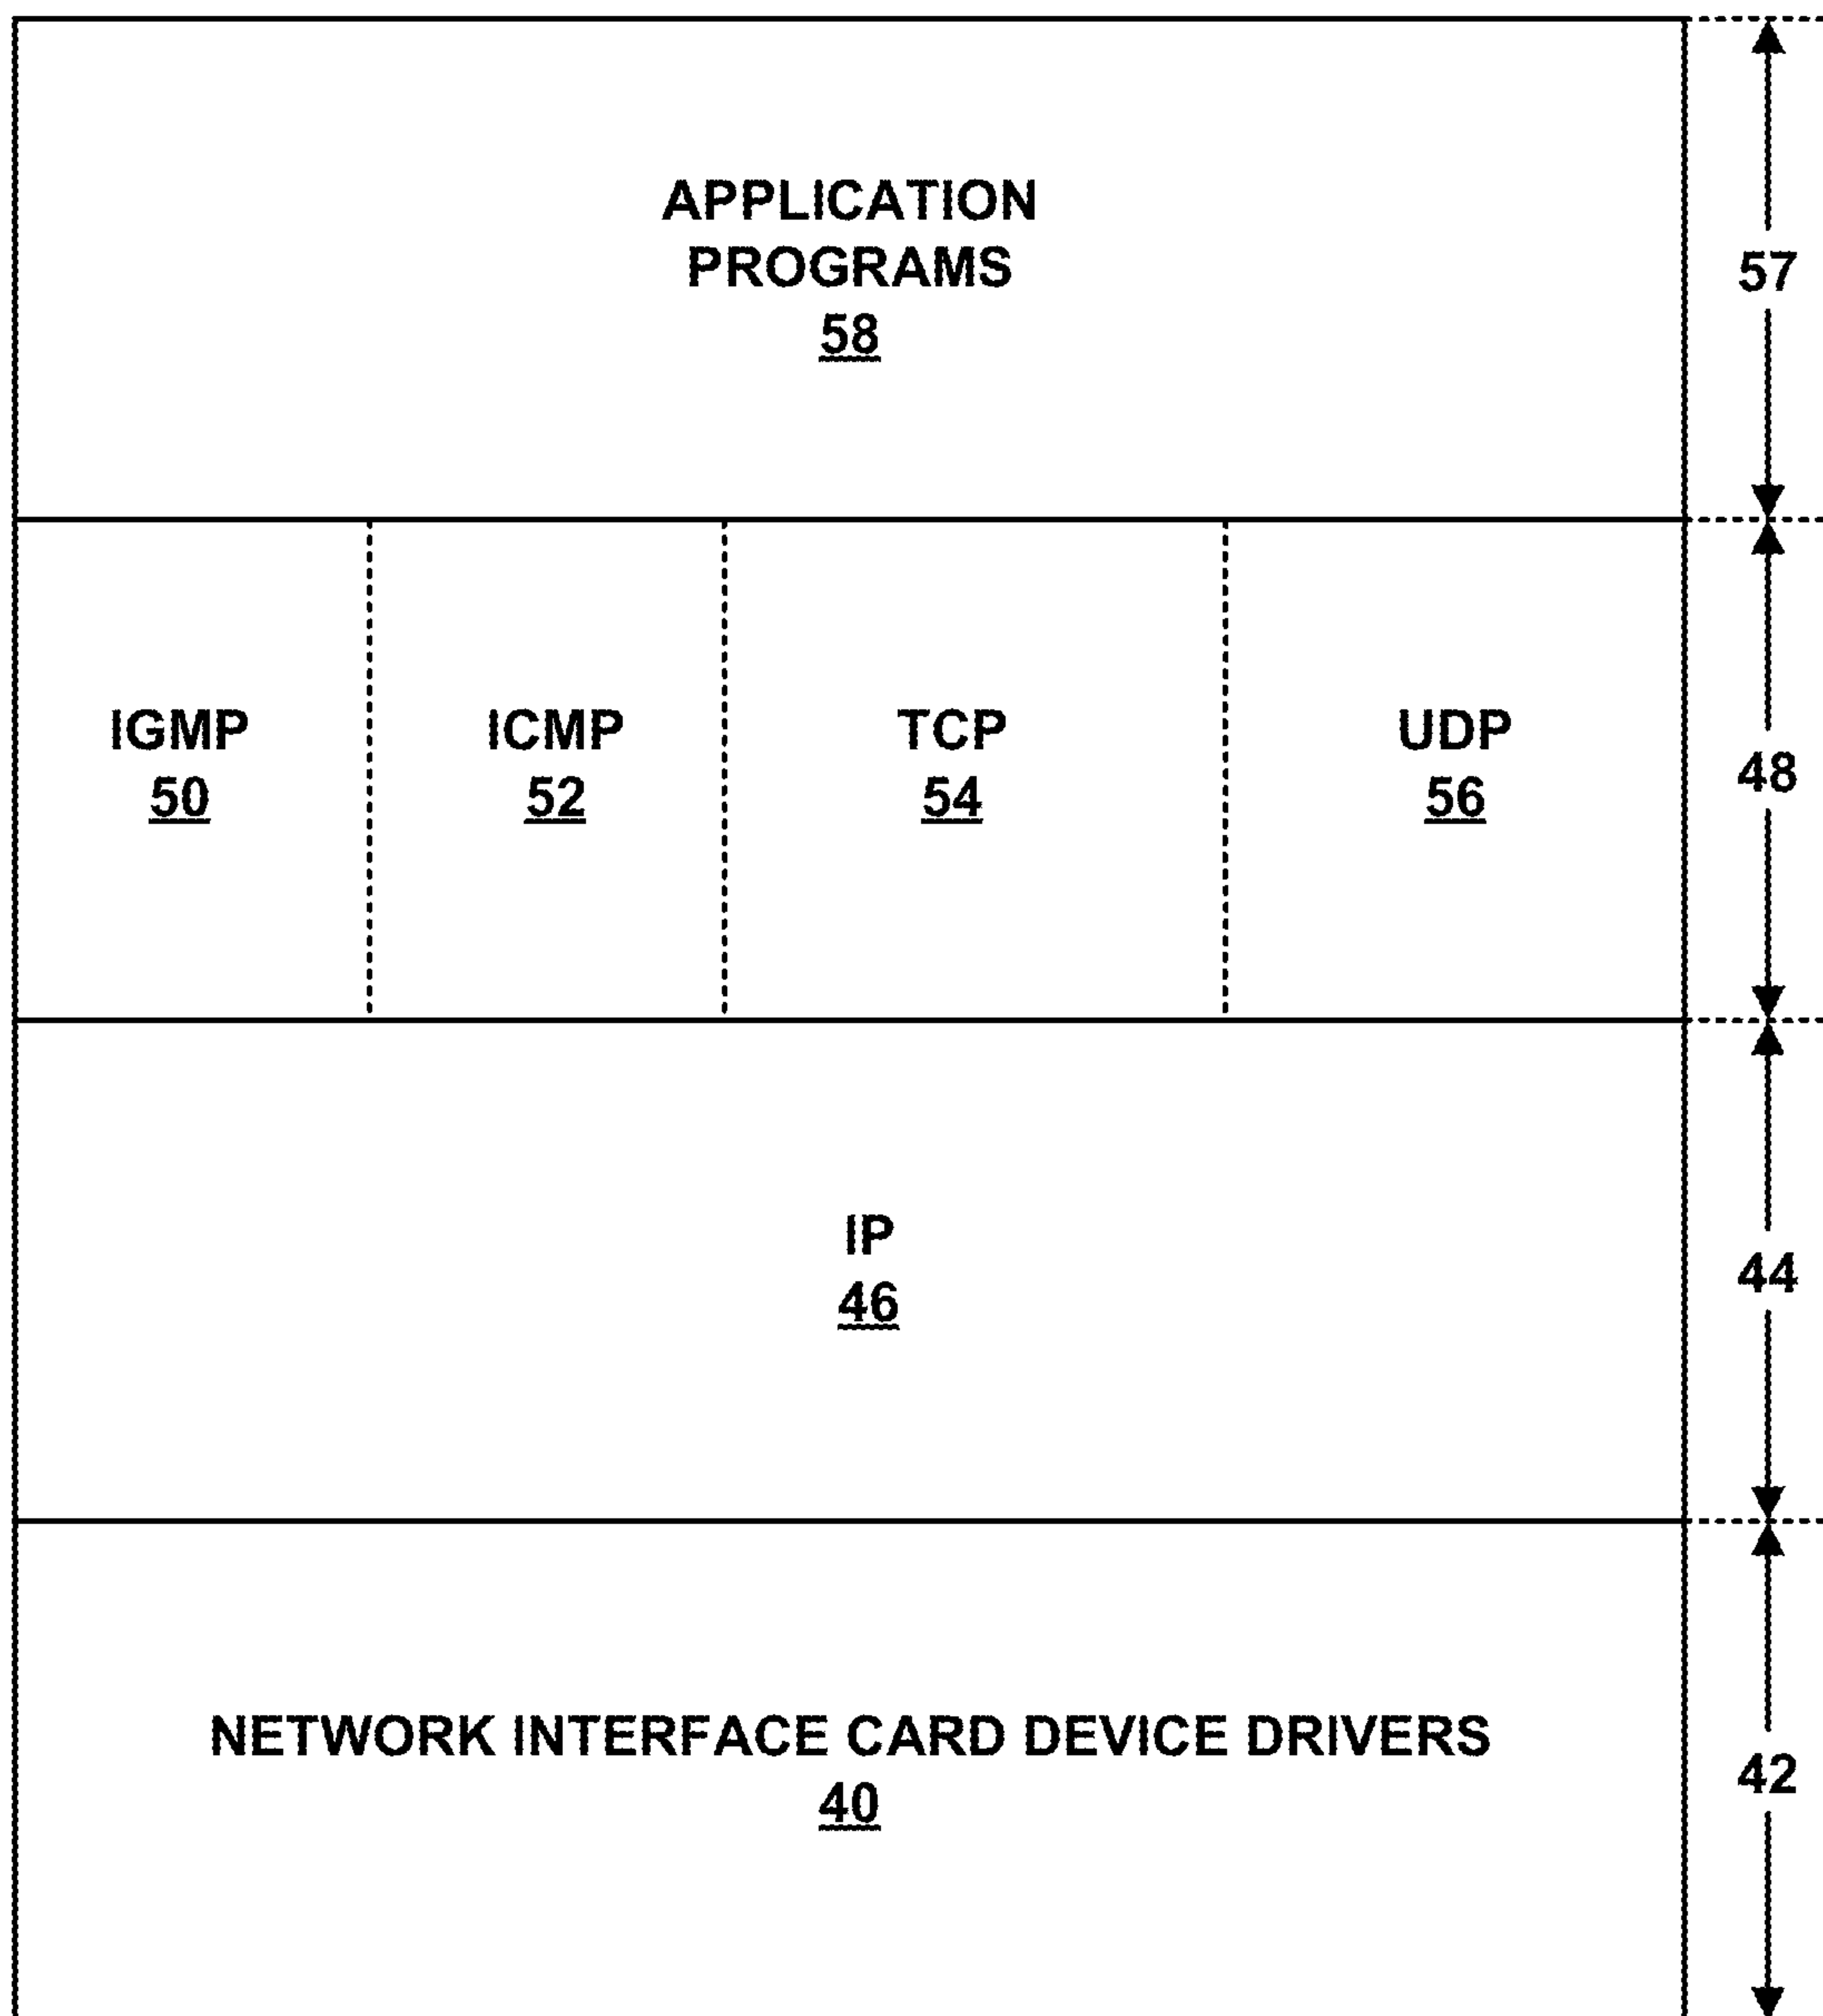 APPLICATION
PROGRAMS
58
57
IGMP
50
ICMP
52
TCP
54
UDP
56
48
IP
46
44
NETWORK INTERFACE CARD DEVICE DRIVERS
40
42